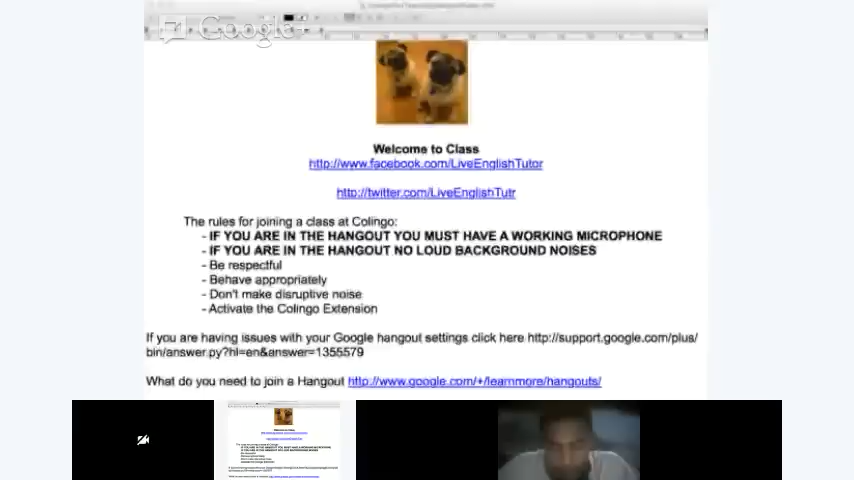 Google+
Welcome to Class
http://www.facebook.com/LiveEnglishTutor
http://twitter.com/LiveEnglishTutr
The rules for joining a class at Colingo:
- IF YOU ARE IN THE HANGOUT YOU MUST HAVE A WORKING MICROPHONE
- IF YOU ARE IN THE HANGOUT NO LOUD BACKGROUND NOISES
- Be respectful
- Behave appropriately
- Don't make disruptive noise
- Activate the Colingo Extension
If you are having issues with your Google hangout settings click here http://support.google.com/plus/
bin/answer.py?hl=en&answer=1355579
What do you need to join a Hangout http://www.google.com/+/learnmore/hangouts/